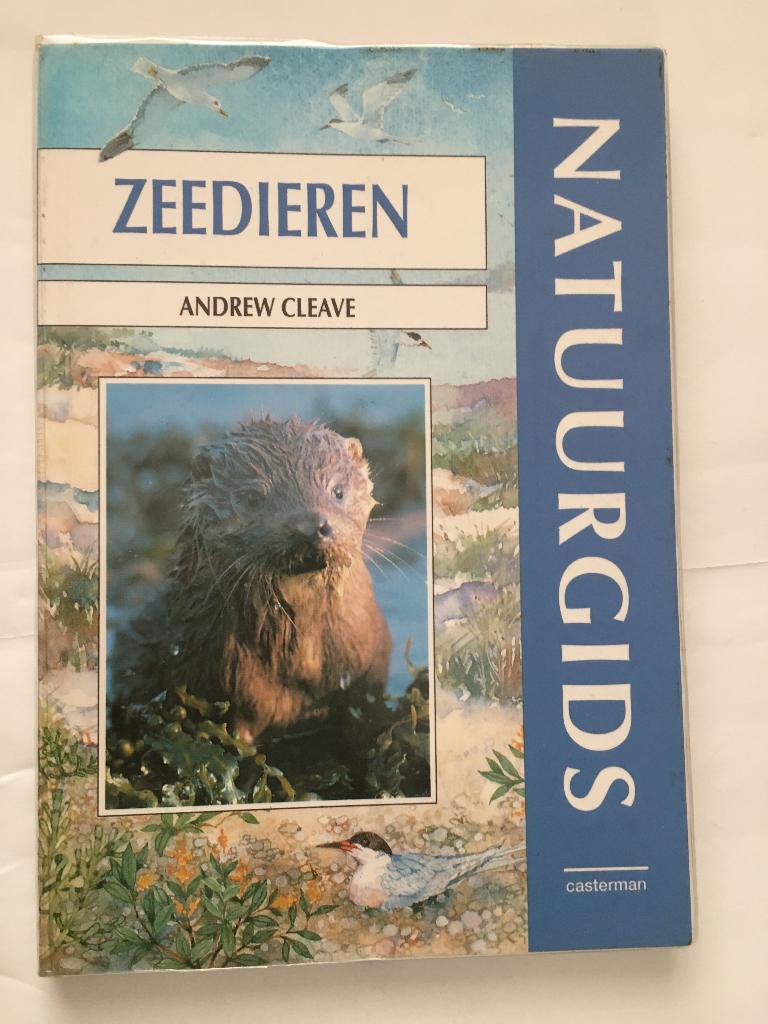 ZEEDIEREN
ANDREW CLEAVE
NATUURGIDS
casterman